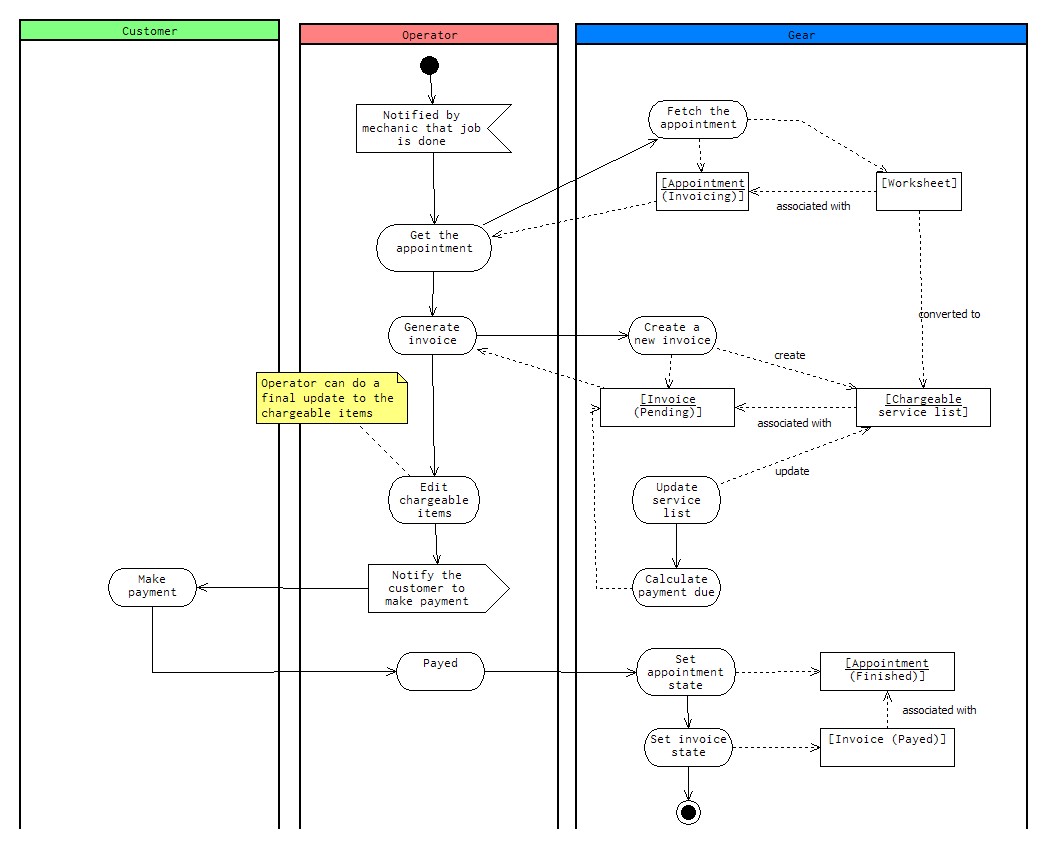 Customer
Operator
Gear
Notified by
mechanic that job
is done
Fetch the
appointment
[Appointment
(Invoicing)]
[Worksheet]
associated with
Get the
appointment
converted to
Generate
invoice
Create a
new invoice
create
Operator can do a
final update to the
chargeable items
[Invoice
(Pending)]
[Chargeable
service list]
associated with
update
Edit
chargeable
items
Update
service
list
Make
payment
Notify the
customer to
make payment
Calculate
payment due
Payed
Set
appointment
state
[Appointment
(Finished)]
associated with
Set invoice
state
[Invoice (Payed)]